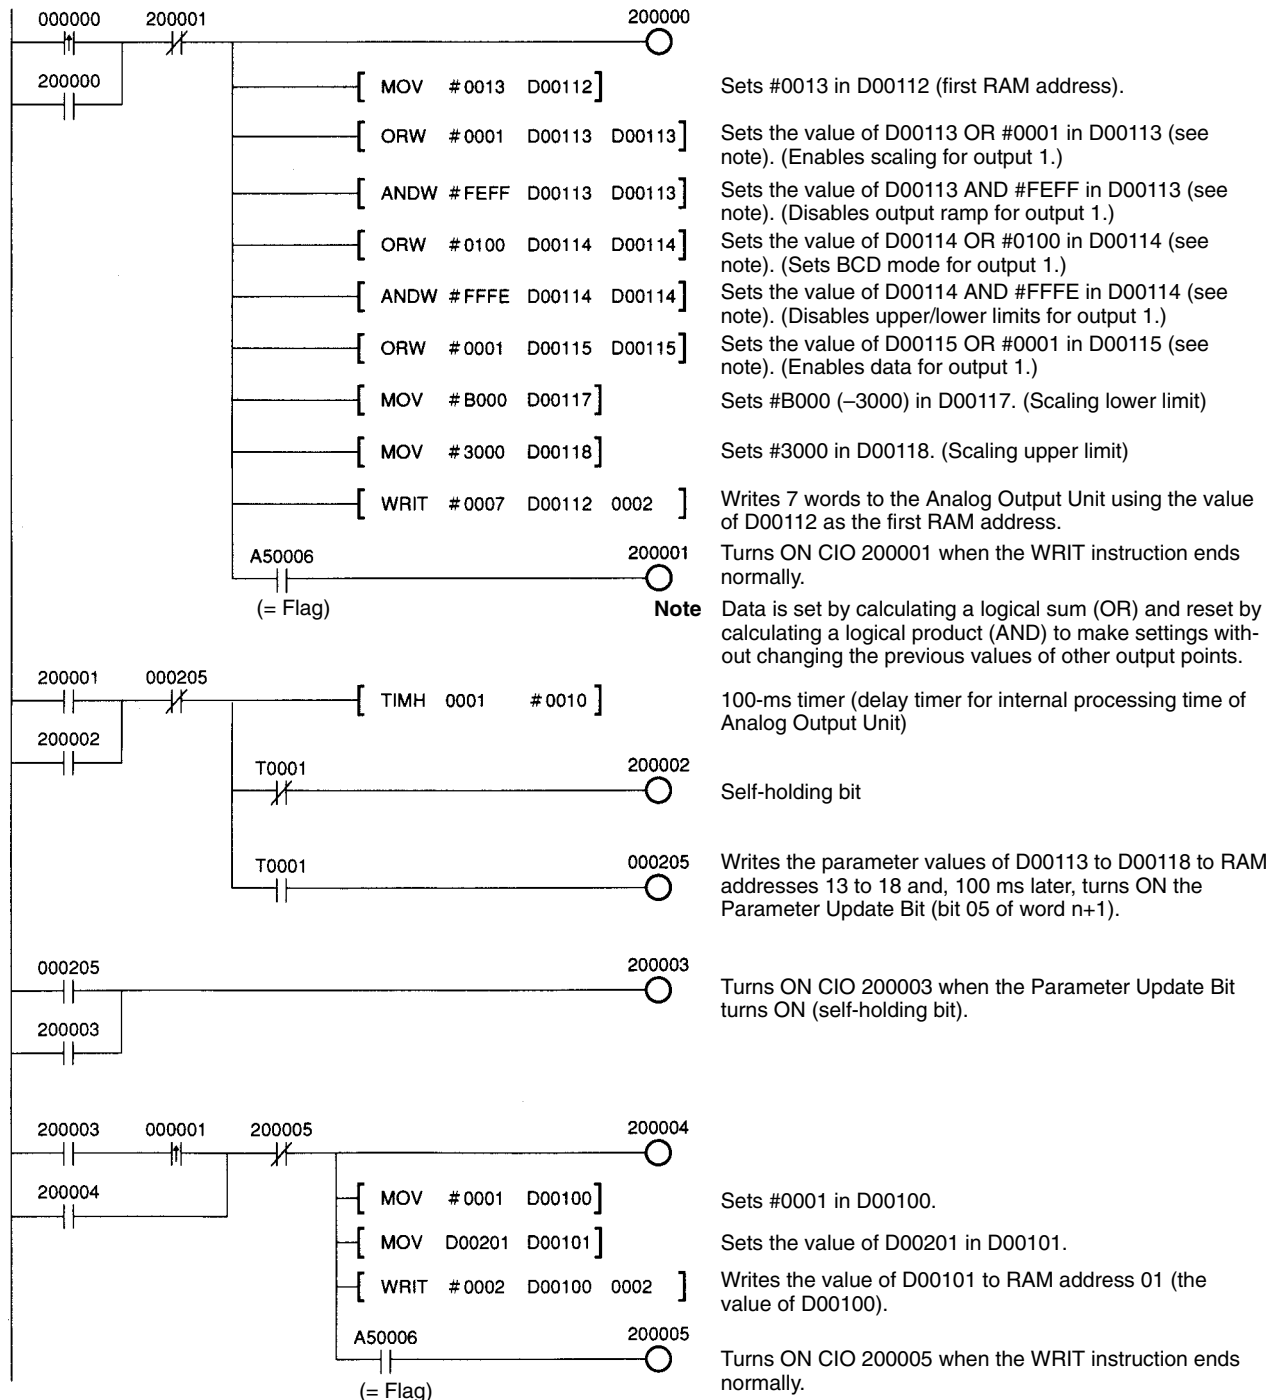 000000 200001 200000
200000
MOV #0013 D00112 Sets #0013 in D00112 (first RAM address).
ORW #0001 D00113 D00113 Sets the value of D00113 OR #0001 in D00113 (see
note). (Enables scaling for output 1.)
ANDW #FEFF D00113 D00113 Sets the value of D00113 AND #FEFF in D00113 (see
note). (Disables output ramp for output 1.)
ORW #0100 D00114 D00114 Sets the value of D00114 OR #0100 in D00114 (see
note). (Sets BCD mode for output 1.)
ANDW #FFFE D00114 D00114 Sets the value of D00114 AND #FFFE in D00114 (see
note). (Disables upper/lower limits for output 1.)
ORW #0001 D00115 D00115 Sets the value of D00115 OR #0001 in D00115 (see
note). (Enables data for output 1.)
MOV #B000 D00117 Sets #B000 (–3000) in D00117. (Scaling lower limit)
MOV #3000 D00118 Sets #3000 in D00118. (Scaling upper limit)
WRIT #0007 D00112 0002 Writes 7 words to the Analog Output Unit using the value
of D00112 as the first RAM address.
A50006 200001 Turns ON CIO 200001 when the WRIT instruction ends
normally.
(= Flag) Note Data is set by calculating a logical sum (OR) and reset by
calculating a logical product (AND) to make settings with-
out changing the previous values of other output points.
200001 000205
TIMH 0001 #0010 100-ms timer (delay timer for internal processing time of
Analog Output Unit)
200002
T0001 200002
Self-holding bit
T0001 000205 Writes the parameter values of D00113 to D00118 to RAM
addresses 13 to 18 and, 100 ms later, turns ON the
Parameter Update Bit (bit 05 of word n+1).
000205 200003
Turns ON CIO 200003 when the Parameter Update Bit
turns ON (self-holding bit).
200003
200003 000001 200005 200004
200004
MOV #0001 D00100 Sets #0001 in D00100.
MOV D00201 D00101 Sets the value of D00201 in D00101.
WRIT #0002 D00100 0002 Writes the value of D00101 to RAM address 01 (the
value of D00100).
A50006 200005
Turns ON CIO 200005 when the WRIT instruction ends
normally.
(= Flag)